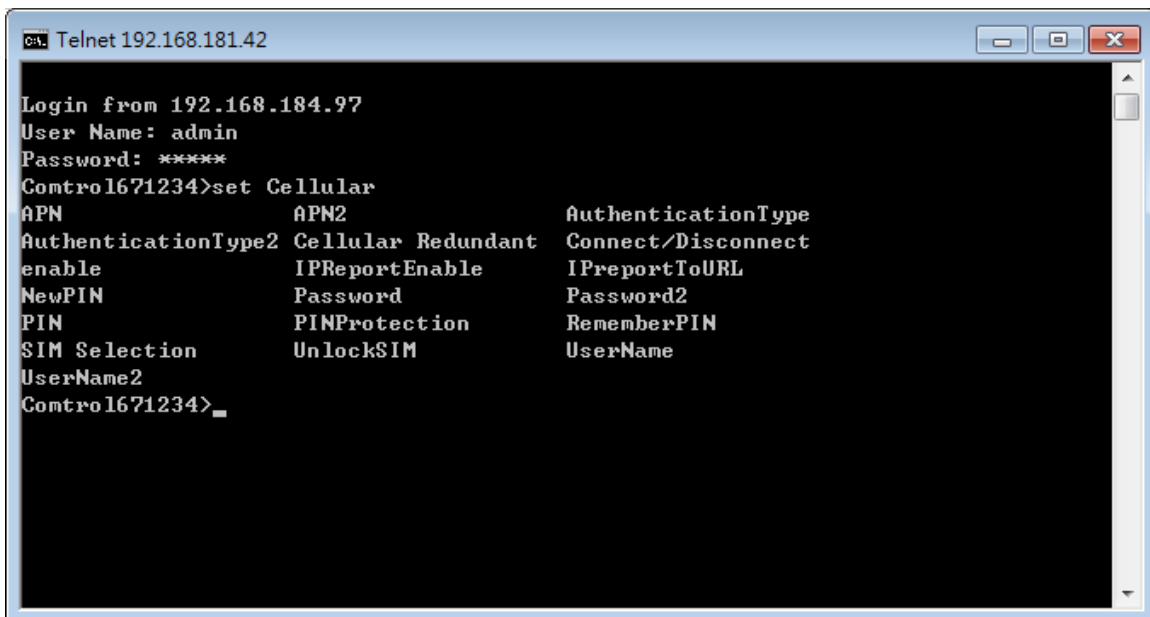 Telnet 192.168.181.42
Login from 192.168.184.97
User Name: admin
Password: *****
Comtrol671234>set Cellular
APN APN2 AuthenticationType
AuthenticationType2 Cellular Redundant Connect/Disconnect
enable IPReportEnable IPreportToURL
NewPIN Password Password2
PIN PINProtection RememberPIN
SIM Selection UnlockSIM UserName
UserName2
Comtrol671234>_